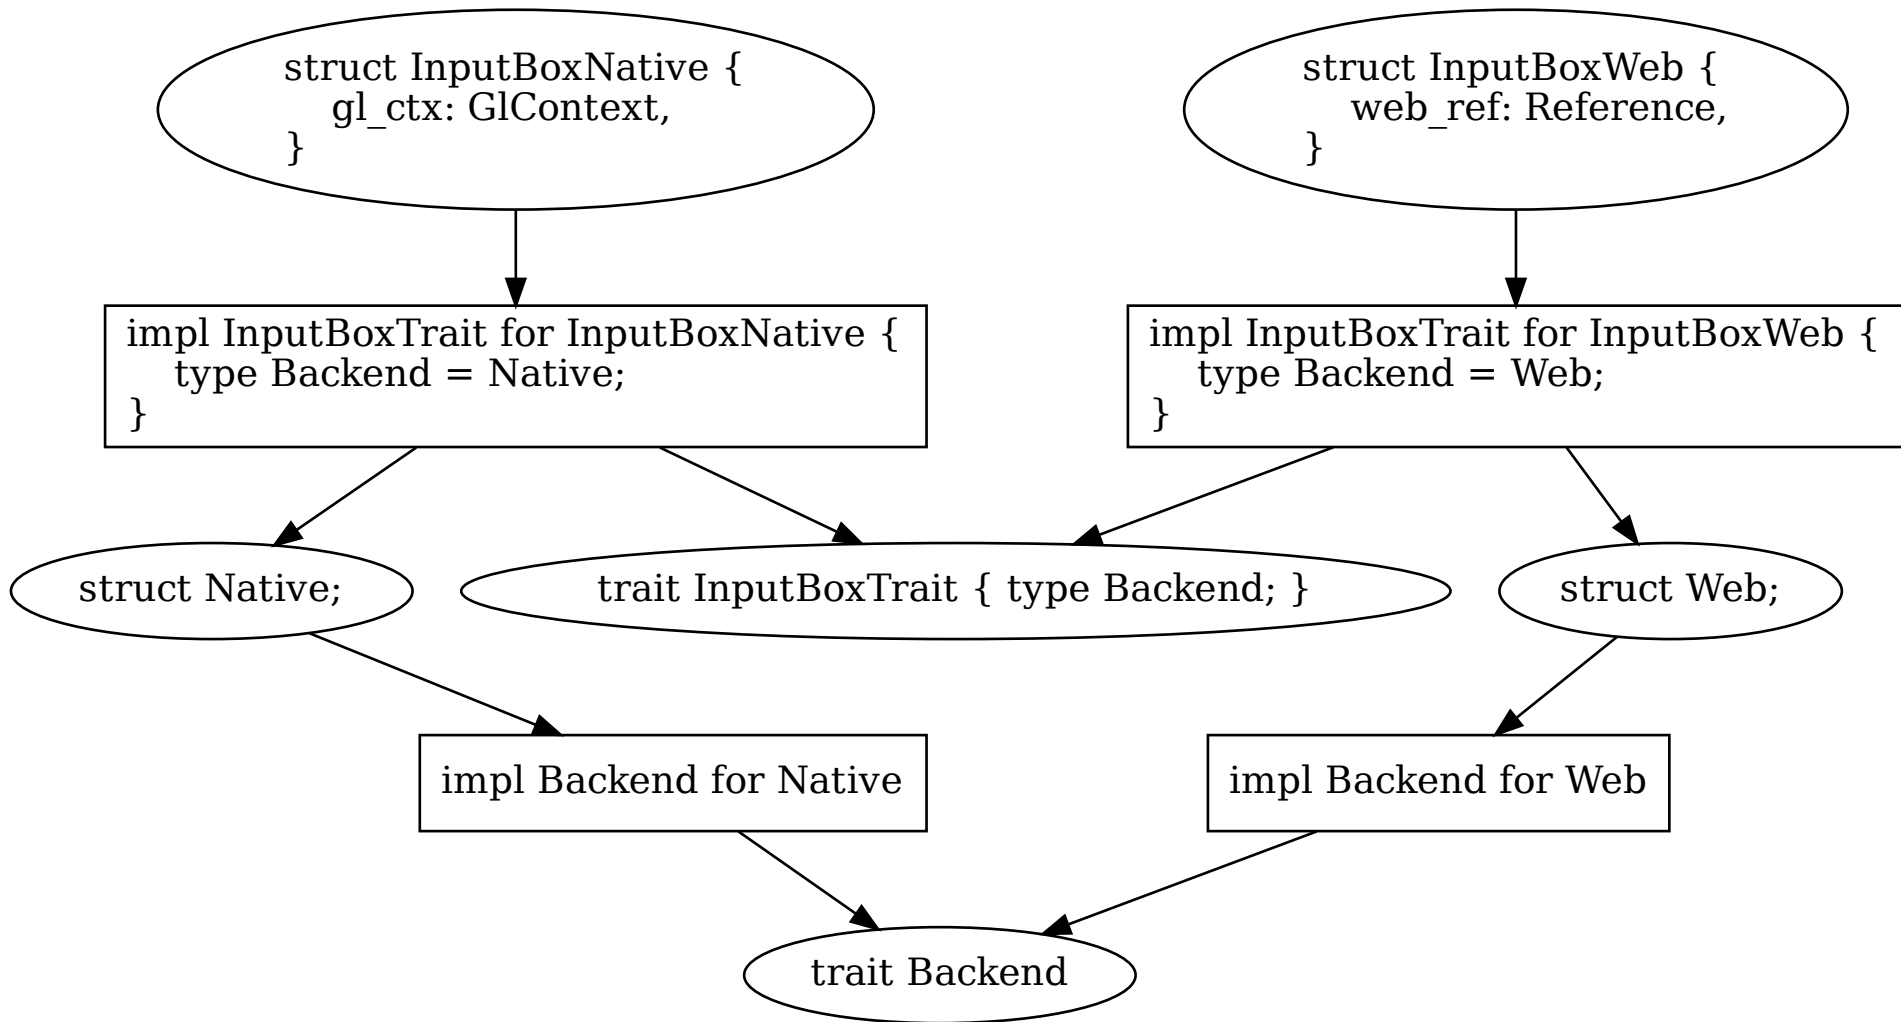 struct InputBoxNative {
    gl_ctx: GlContext,
}
struct InputBoxWeb {
    web_ref: Reference,
}
impl InputBoxTrait for InputBoxNative {
    type Backend = Native;
}
impl InputBoxTrait for InputBoxWeb {
    type Backend = Web;
}
struct Native;
trait InputBoxTrait { type Backend; }
struct Web;
impl Backend for Native
impl Backend for Web
trait Backend